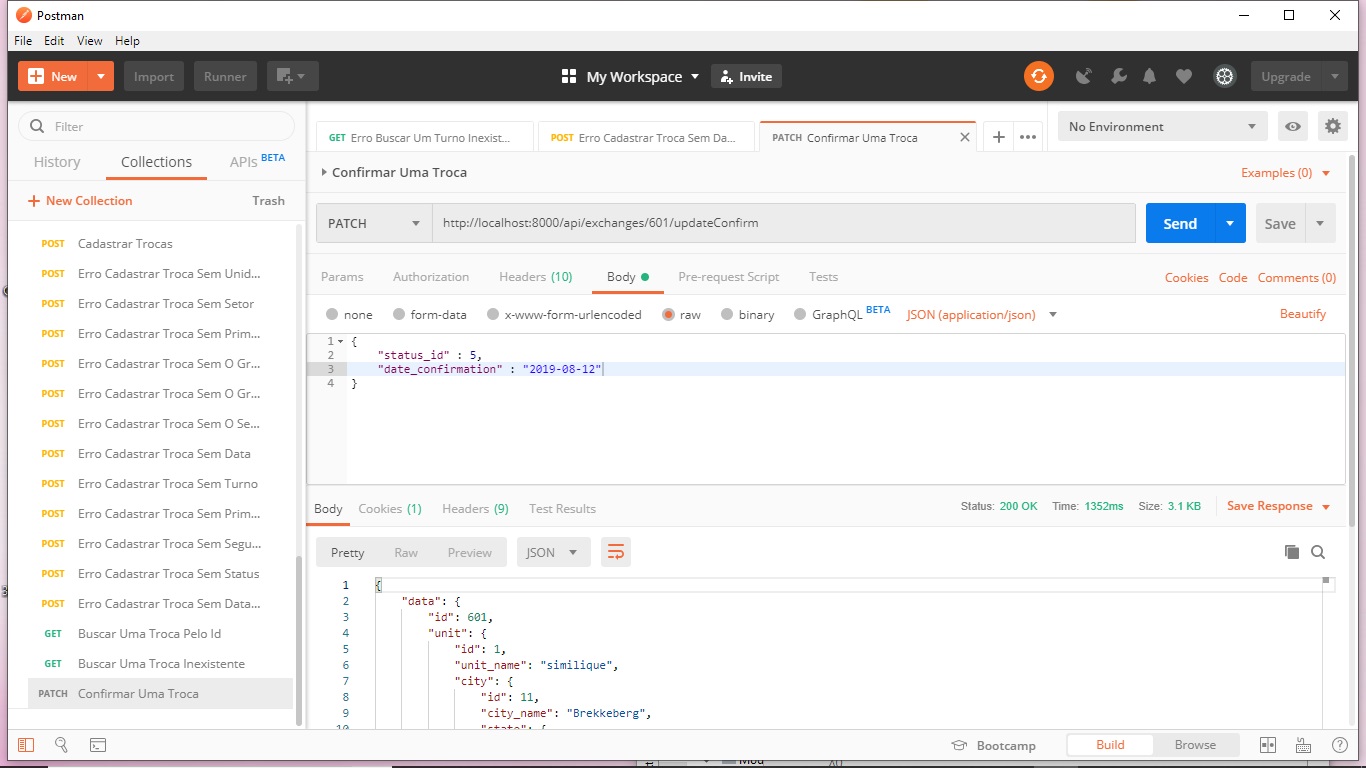 Postman
File Edit View Help
New Import Runner My Workspace Invite Upgrade
Filter
History Collections APIs BETA
New Collection Trash
POST Cadastrar Trocas
POST Erro Cadastrar Troca Sem Unid...
POST Erro Cadastrar Troca Sem Setor
POST Erro Cadastrar Troca Sem Prim...
POST Erro Cadastrar Troca Sem O Gr...
POST Erro Cadastrar Troca Sem O Gr...
POST Erro Cadastrar Troca Sem O Se...
POST Erro Cadastrar Troca Sem Data
POST Erro Cadastrar Troca Sem Turno
POST Erro Cadastrar Troca Sem Prim...
POST Erro Cadastrar Troca Sem Segu...
POST Erro Cadastrar Troca Sem Status
POST Erro Cadastrar Troca Sem Data...
GET Buscar Uma Troca Pelo Id
GET Buscar Uma Troca Inexistente
PATCH Confirmar Uma Troca
GET Erro Buscar Um Turno Inexist... POST Erro Cadastrar Troca Sem Da... PATCH Confirmar Uma Troca No Environment
Confirmar Uma Troca Examples (0)
PATCH http://localhost:8000/api/exchanges/601/updateConfirm Send Save
Params Authorization Headers (10) Body Pre-request Script Tests Cookies Code Comments (0)
none form-data x-www-form-urlencoded raw binary GraphQL BETA JSON (application/json) Beautify
1 {
2 "status_id" : 5,
3 "date_confirmation" : "2019-08-12"
4 }
Body Cookies (1) Headers (9) Test Results Status: 200 OK Time: 1352ms Size: 3.1 KB Save Response
Pretty Raw Preview JSON
1 {
2 "data": {
3 "id": 601,
4 "unit": {
5 "id": 1,
6 "unit_name": "similique",
7 "city": {
8 "id": 11,
9 "city_name": "Brekkeberg",
10 "state": {
Bootcamp Build Browse